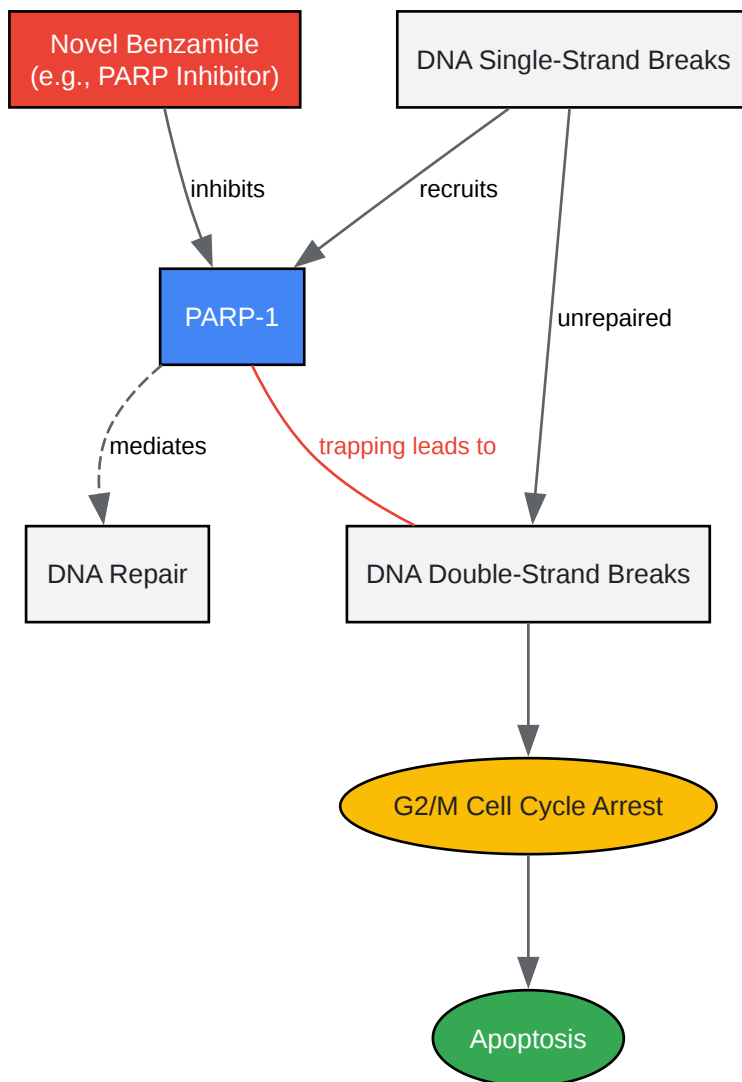 Novel Benzamide
(e.g., PARP Inhibitor)
DNA Single-Strand Breaks
inhibits
recruits
PARP-1
unrepaired
mediates
trapping leads to
DNA Repair
DNA Double-Strand Breaks
G2/M Cell Cycle Arrest
Apoptosis